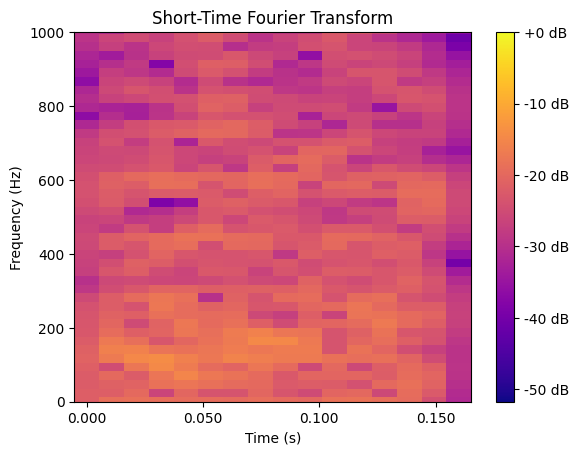 Short-Time Fourier Transform
1000
800
600
400
200
0
Frequency (Hz)
0.000
0.050
0.100
0.150
Time (s)
+0 dB
-10 dB
-20 dB
-30 dB
-40 dB
-50 dB